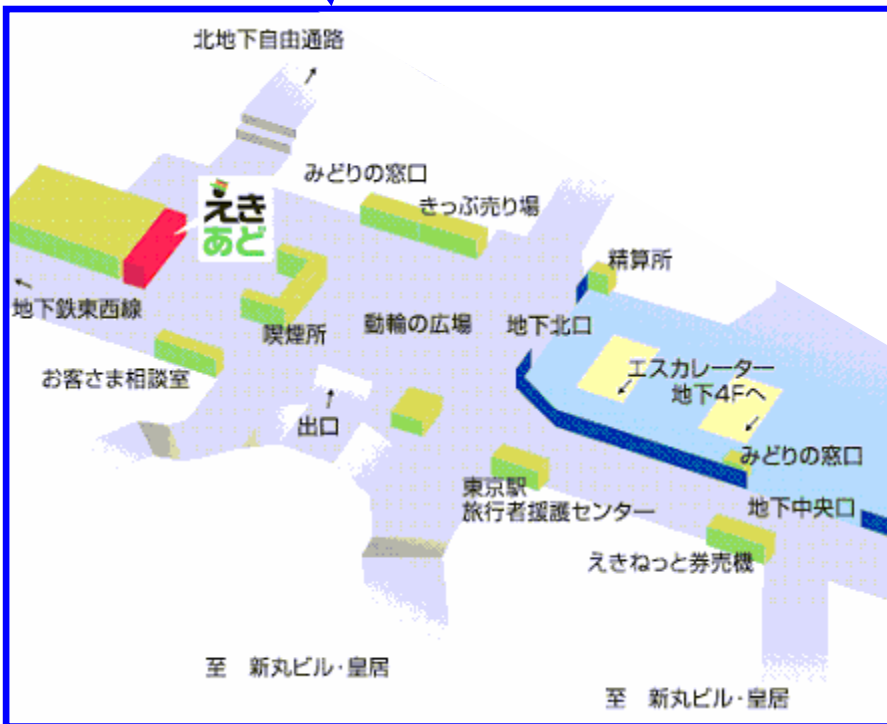 北地下自由通路
みどりの窓口
きっぷ売り場
えき
あど
精算所
地下鉄東西線
喫煙所
動輪の広場
地下北口
エスカレーター
地下4Fへ
お客さま相談室
出口
みどりの窓口
東京駅
旅行者援護センター
地下中央口
えきねっと券売機
至 新丸ビル・皇居
至 新丸ビル・皇居